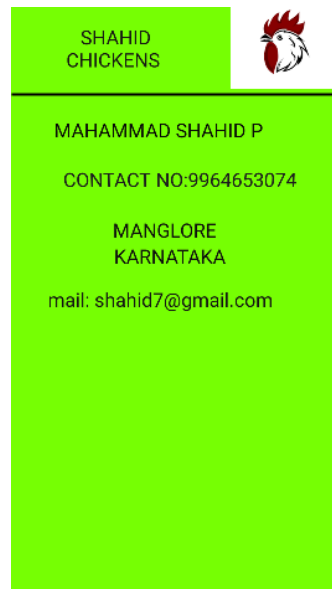 SHAHID
CHICKENS
MAHAMMAD SHAHID P
CONTACT NO:9964653074
MANGLORE
KARNATAKA
mail: shahid7@gmail.com